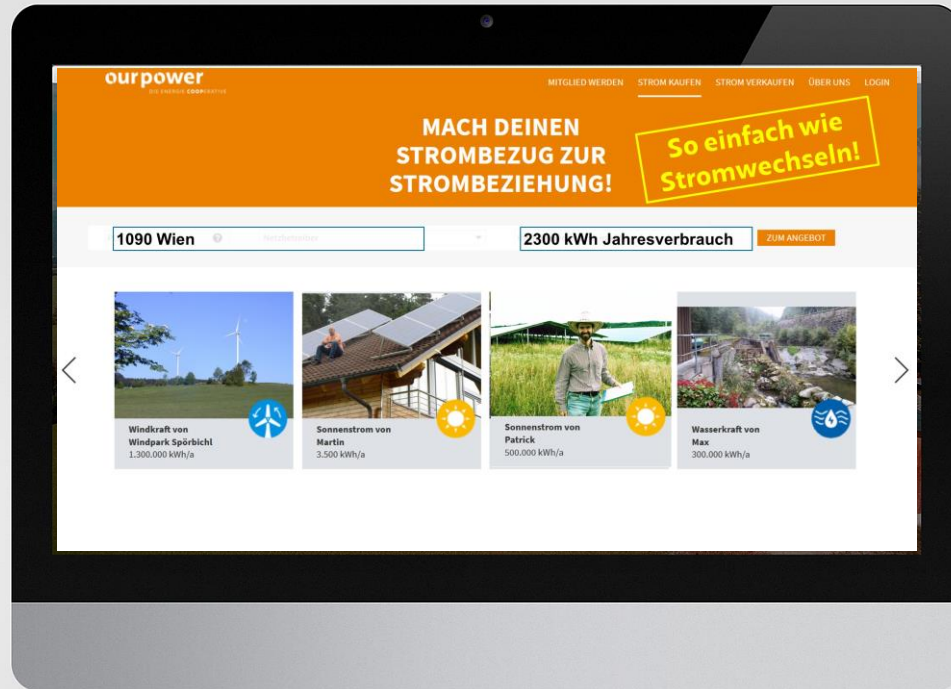 ourpower
DIE ENERGIE COOPERATIVE
MITGLIED WERDEN STROM KAUFEN STROM VERKAUFEN ÜBER UNS LOGIN
MACH DEINEN
STROMBEZUG ZUR
STROMBEZIEHUNG!
So einfach wie
Stromwechseln!
1090 Wien
Netzbetreiber
2300 kWh Jahresverbrauch
ZUM ANGEBOT
Windkraft von
Windpark Spörbichl
1.300.000 kWh/a
Sonnenstrom von
Martin
3.500 kWh/a
Sonnenstrom von
Patrick
500.000 kWh/a
Wasserkraft von
Max
300.000 kWh/a